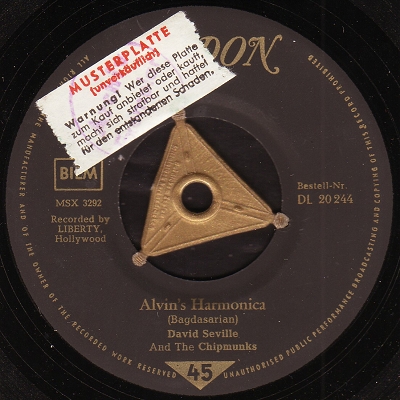 DON
MUSTERPLATTE
(unverkäuflich)
Warnung! Wer diese Platte
zum Kauf anbietet oder kauft,
macht sich strafbar und haftet
für den entstandenen Schaden.
BIEM
MSX 3292
Recorded by
LIBERTY,
Hollywood
Bestell-Nr.
DL 20 244
Alvin's Harmonica
(Bagdasarian)
David Seville
And The Chipmunks
45
ALL
MANUFACTURER AND OF THE OWNER OF THE RECORDED WORK RESERVED
UNAUTHORISED PUBLIC PERFORMANCE BROADCASTING AND COPYING OF THIS RECORD PROHIBITED